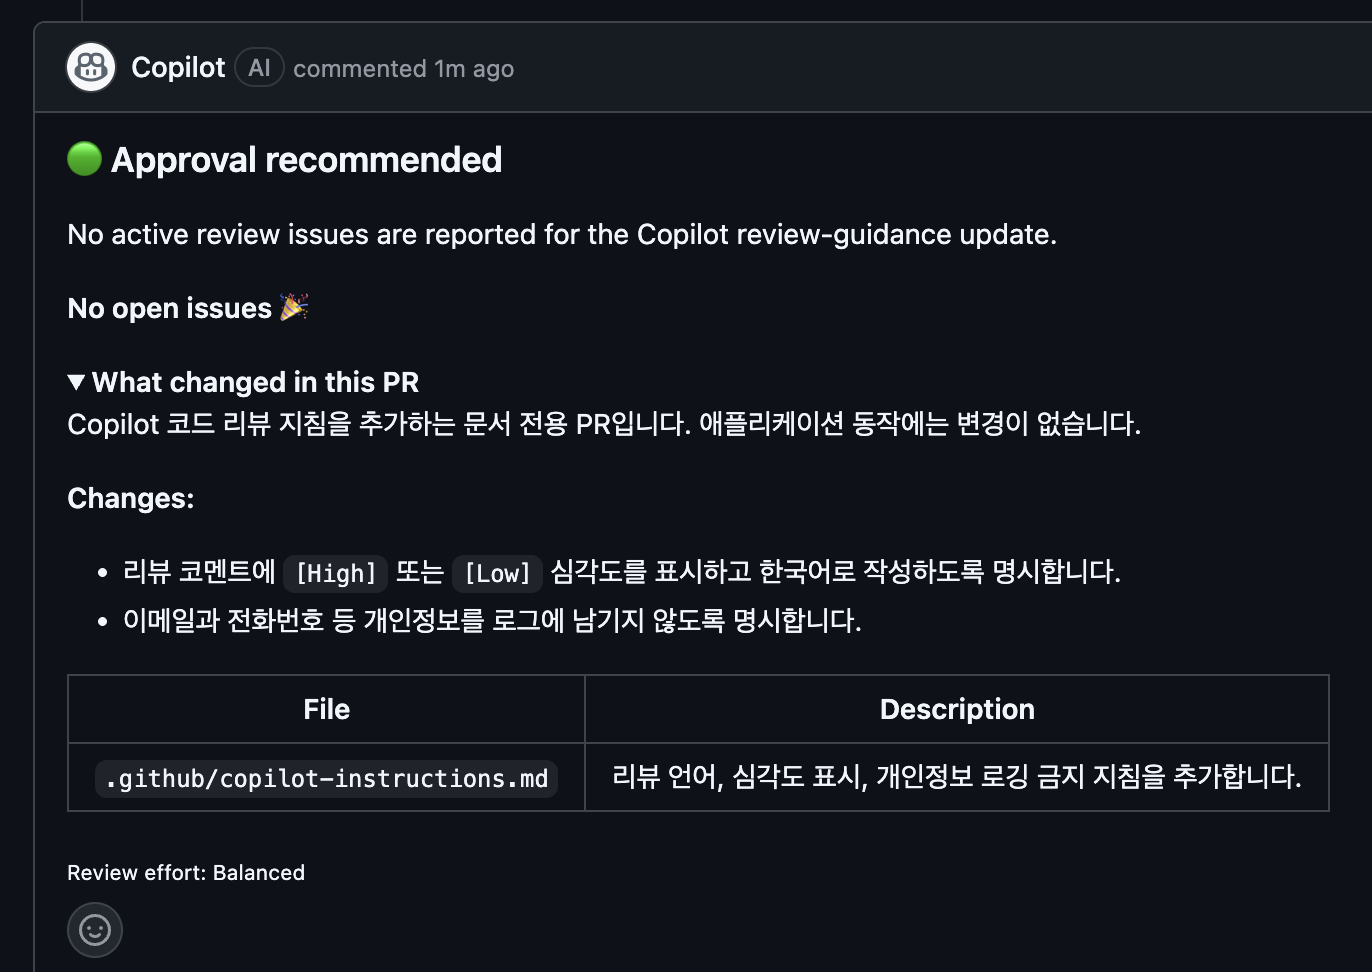 Copilot AI commented 1m ago
🟢 Approval recommended
No active review issues are reported for the Copilot review-guidance update.
No open issues 🎉
▼ What changed in this PR
Copilot 코드 리뷰 지침을 추가하는 문서 전용 PR입니다. 애플리케이션 동작에는 변경이 없습니다.
Changes:
• 리뷰 코멘트에 [High] 또는 [Low] 심각도를 표시하고 한국어로 작성하도록 명시합니다.
• 이메일과 전화번호 등 개인정보를 로그에 남기지 않도록 명시합니다.
File Description
.github/copilot-instructions.md 리뷰 언어, 심각도 표시, 개인정보 로깅 금지 지침을 추가합니다.
Review effort: Balanced